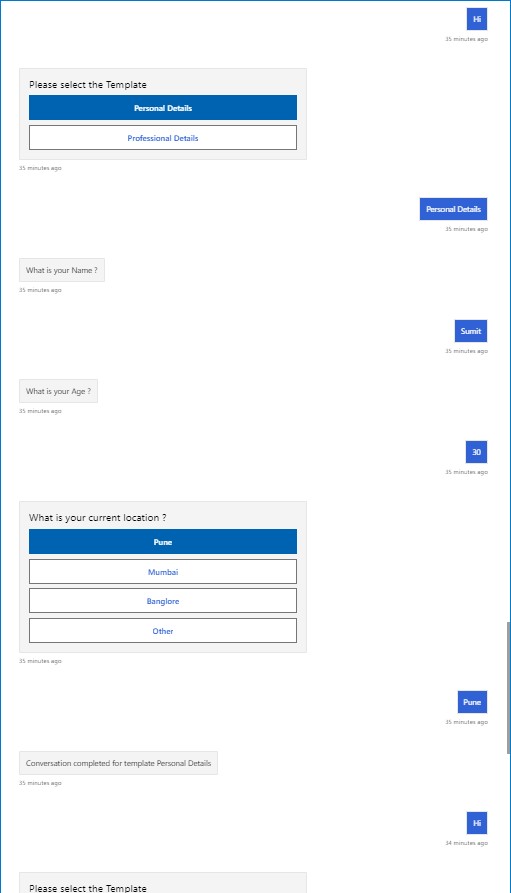 Hi
35 minutes ago
Please select the Template
Personal Details
Professional Details
35 minutes ago
Personal Details
35 minutes ago
What is your Name ?
35 minutes ago
Sumit
35 minutes ago
What is your Age ?
35 minutes ago
30
35 minutes ago
What is your current location ?
Pune
Mumbai
Banglore
Other
35 minutes ago
Pune
35 minutes ago
Conversation completed for template Personal Details
35 minutes ago
Hi
34 minutes ago
Please select the Template